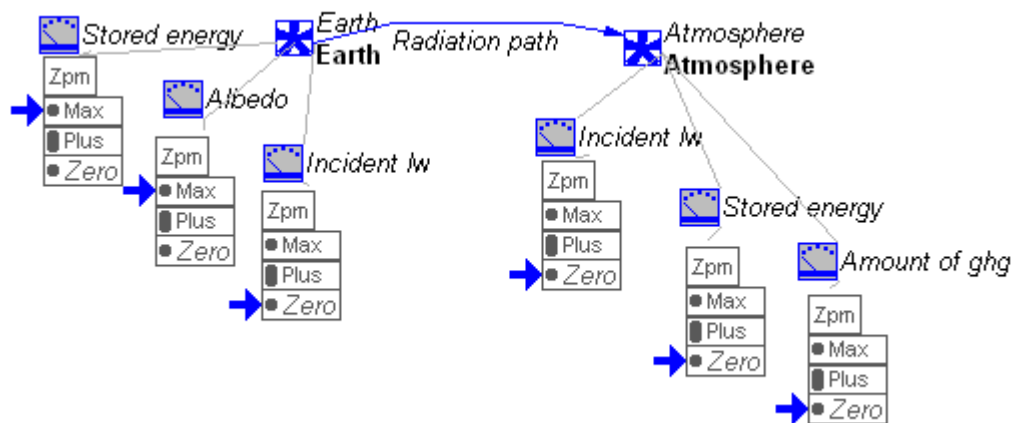 Stored energy
Zpm
Max
Plus
Zero
Earth
Earth
Albedo
Zpm
Max
Plus
Zero
Incident lw
Zpm
Max
Plus
Zero
Radiation path
Atmosphere
Atmosphere
Incident lw
Zpm
Max
Plus
Zero
Stored energy
Zpm
Max
Plus
Zero
Amount of ghg
Zpm
Max
Plus
Zero